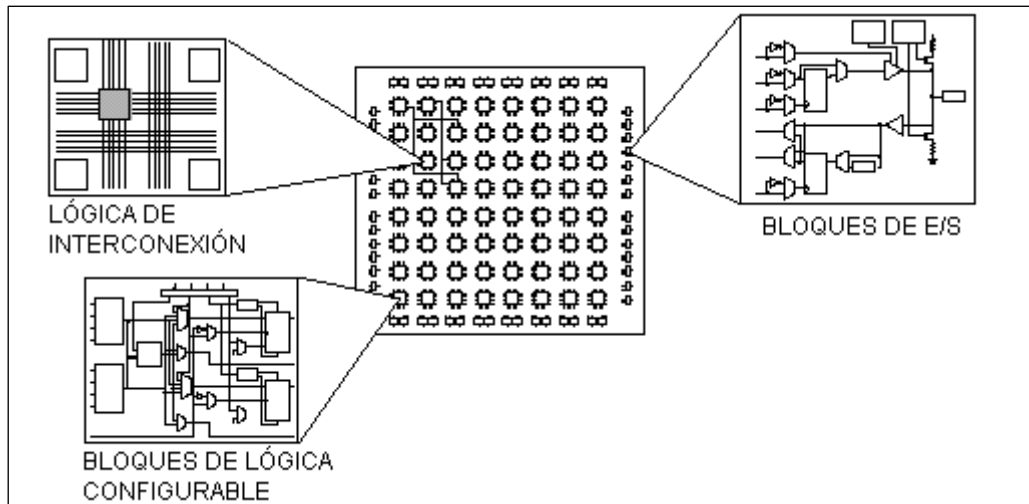 LÓGICA DE
INTERCONEXIÓN
BLOQUES DE E/S
BLOQUES DE LÓGICA
CONFIGURABLE